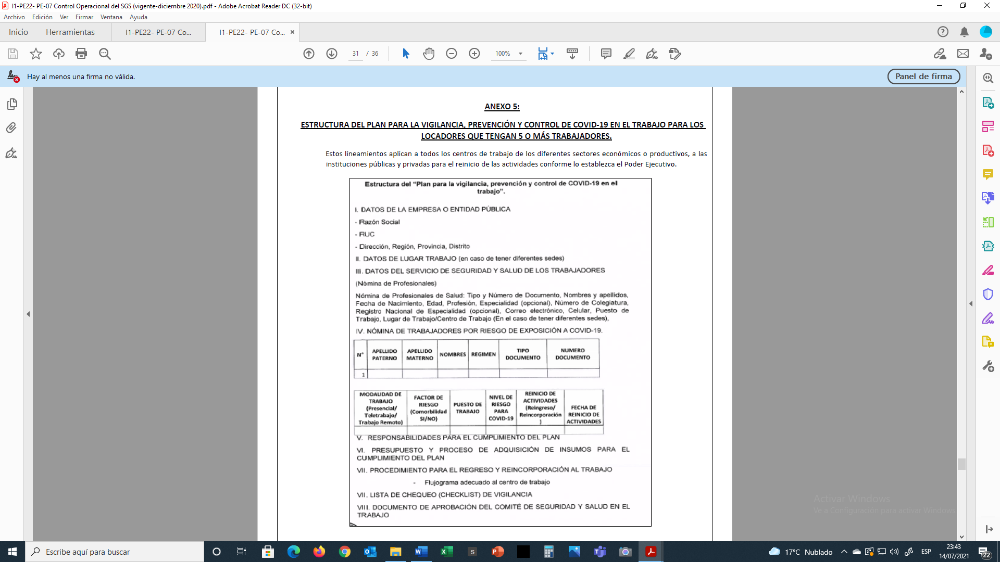 I1-PE22- PE-07 Control Operacional del SGS (vigente-diciembre 2020).pdf - Adobe Acrobat Reader DC (32-bit)
Archivo Edición Ver Firmar Ventana Ayuda
Inicio Herramientas I1-PE22- PE-07 Co... I1-PE22- PE-07 Co... ×
31 / 36 100%
Hay al menos una firma no válida. Panel de firma
ANEXO 5:
ESTRUCTURA DEL PLAN PARA LA VIGILANCIA, PREVENCIÓN Y CONTROL DE COVID-19 EN EL TRABAJO PARA LOS
LOCADORES QUE TENGAN 5 O MÁS TRABAJADORES.
Estos lineamientos aplican a todos los centros de trabajo de los diferentes sectores económicos o productivos, a las
instituciones públicas y privadas para el reinicio de las actividades conforme lo establezca el Poder Ejecutivo.
Estructura del "Plan para la vigilancia, prevención y control de COVID-19 en el
trabajo".
I. DATOS DE LA EMPRESA O ENTIDAD PÚBLICA
- Razón Social
- RUC
- Dirección, Región, Provincia, Distrito
II. DATOS DE LUGAR TRABAJO (en caso de tener diferentes sedes)
III. DATOS DEL SERVICIO DE SEGURIDAD Y SALUD DE LOS TRABAJADORES
(Nómina de Profesionales)
Nómina de Profesionales de Salud: Tipo y Número de Documento, Nombres y apellidos,
Fecha de Nacimiento, Edad, Profesión, Especialidad (opcional), Número de Colegiatura,
Registro Nacional de Especialidad (opcional), Correo electrónico, Celular, Puesto de
Trabajo, Lugar de Trabajo/Centro de Trabajo (En el caso de tener diferentes sedes),
IV. NÓMINA DE TRABAJADORES POR RIESGO DE EXPOSICIÓN A COVID-19.
N° APELLIDO PATERNO APELLIDO MATERNO NOMBRES REGIMEN TIPO DOCUMENTO NUMERO DOCUMENTO
1
MODALIDAD DE TRABAJO (Presencial/ Teletrabajo/ Trabajo Remoto) FACTOR DE RIESGO (Comorbilidad SI/NO) PUESTO DE TRABAJO NIVEL DE RIESGO PARA COVID-19 REINICIO DE ACTIVIDADES (Reingreso/ Reincorporación ) FECHA DE REINICIO DE ACTIVIDADES
V. RESPONSABILIDADES PARA EL CUMPLIMIENTO DEL PLAN
VI. PRESUPUESTO Y PROCESO DE ADQUISICIÓN DE INSUMOS PARA EL
CUMPLIMIENTO DEL PLAN
VII. PROCEDIMIENTO PARA EL REGRESO Y REINCORPORACIÓN AL TRABAJO
- Flujograma adecuado al centro de trabajo
VII. LISTA DE CHEQUEO (CHECKLIST) DE VIGILANCIA
VIII. DOCUMENTO DE APROBACIÓN DEL COMITÉ DE SEGURIDAD Y SALUD EN EL
TRABAJO
Activar Windows
Ve a Configuración para activar Windows.
Escribe aquí para buscar
17°C Nublado ESP 23:43
14/07/2021 22